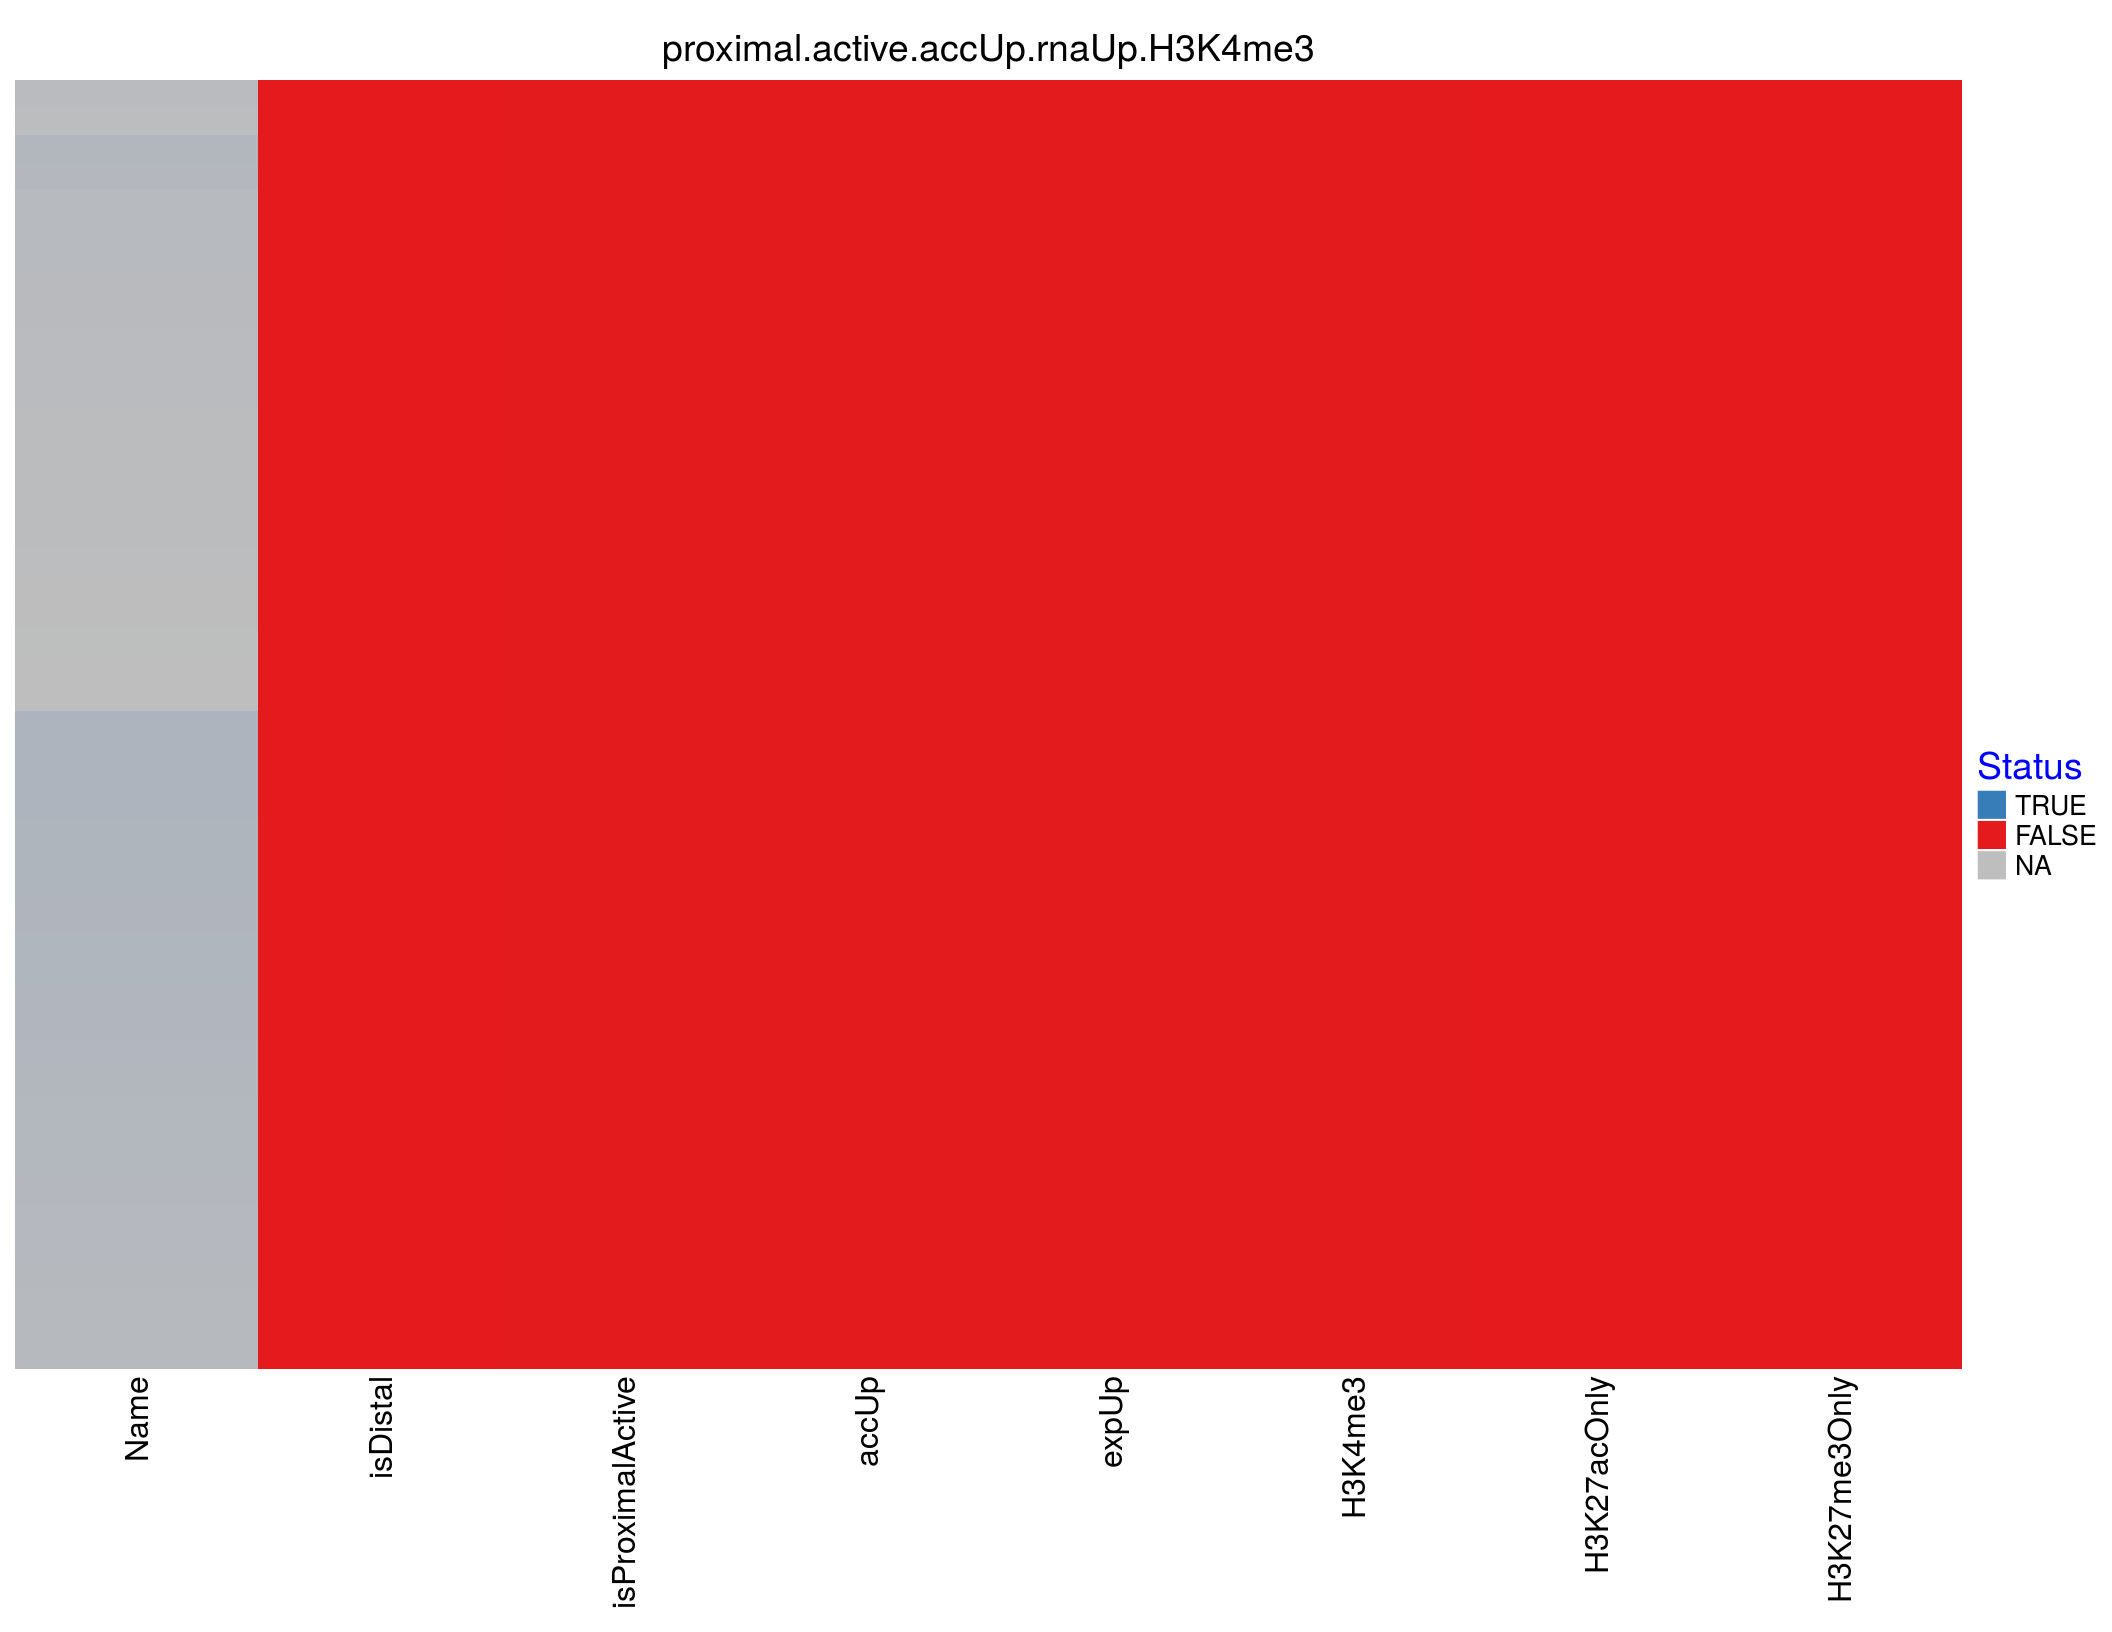 proximal.active.accUp.rnaUp.H3K4me3
Status
TRUE
FALSE
NA
Name
isDistal
isProximalActive
accUp
expUp
H3K4me3
H3K27acOnly
H3K27me3Only